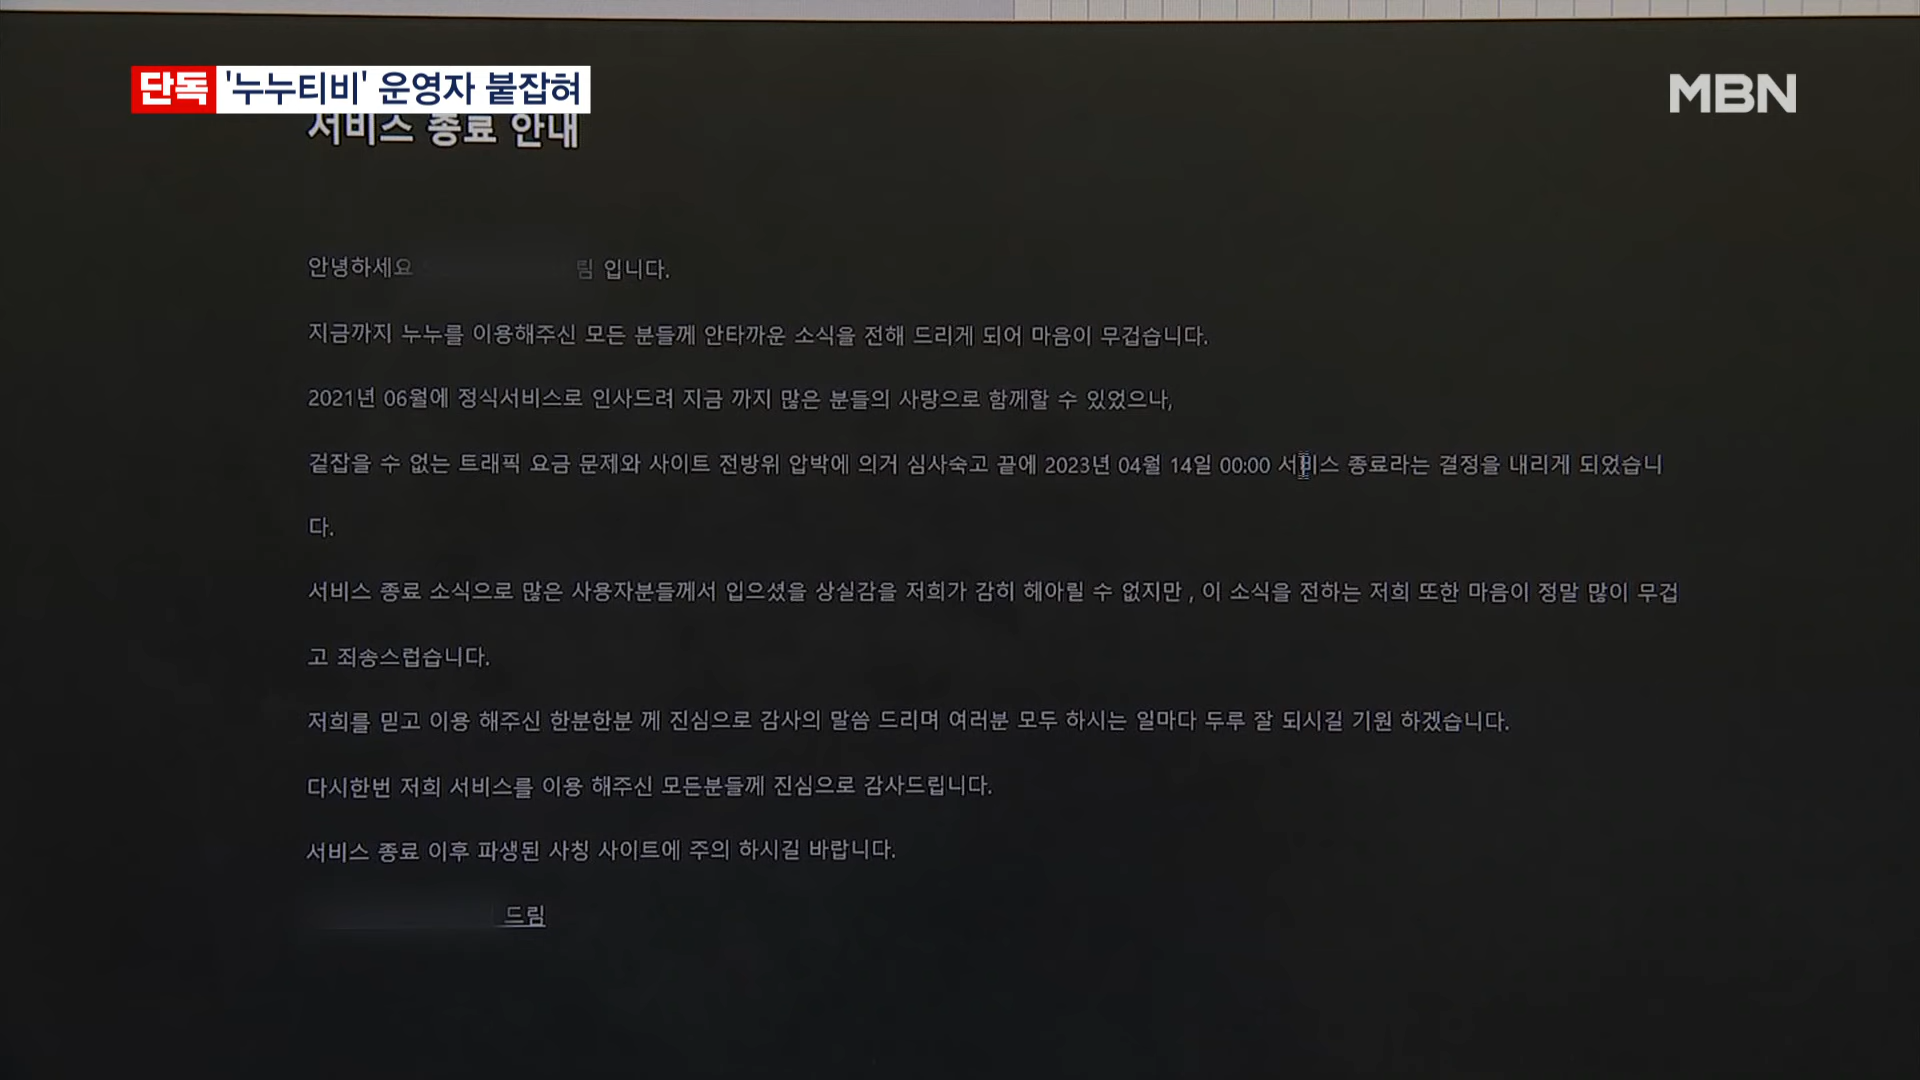 단독 '누누티비' 운영자 붙잡혀
MBN
서비스 종료 안내
안녕하세요 림 입니다.
지금까지 누누를 이용해주신 모든 분들께 안타까운 소식을 전해 드리게 되어 마음이 무겁습니다.
2021년 06월에 정식서비스로 인사드려 지금 까지 많은 분들의 사랑으로 함께할 수 있었으나,
겉잡을 수 없는 트래픽 요금 문제와 사이트 전방위 압박에 의거 심사숙고 끝에 2023년 04월 14일 00:00 서비스 종료라는 결정을 내리게 되었습니
다.
서비스 종료 소식으로 많은 사용자분들께서 입으셨을 상실감을 저희가 감히 헤아릴 수 없지만 , 이 소식을 전하는 저희 또한 마음이 정말 많이 무겁
고 죄송스럽습니다.
저희를 믿고 이용 해주신 한분한분 께 진심으로 감사의 말씀 드리며 여러분 모두 하시는 일마다 두루 잘 되시길 기원 하겠습니다.
다시한번 저희 서비스를 이용 해주신 모든분들께 진심으로 감사드립니다.
서비스 종료 이후 파생된 사칭 사이트에 주의 하시길 바랍니다.
드림